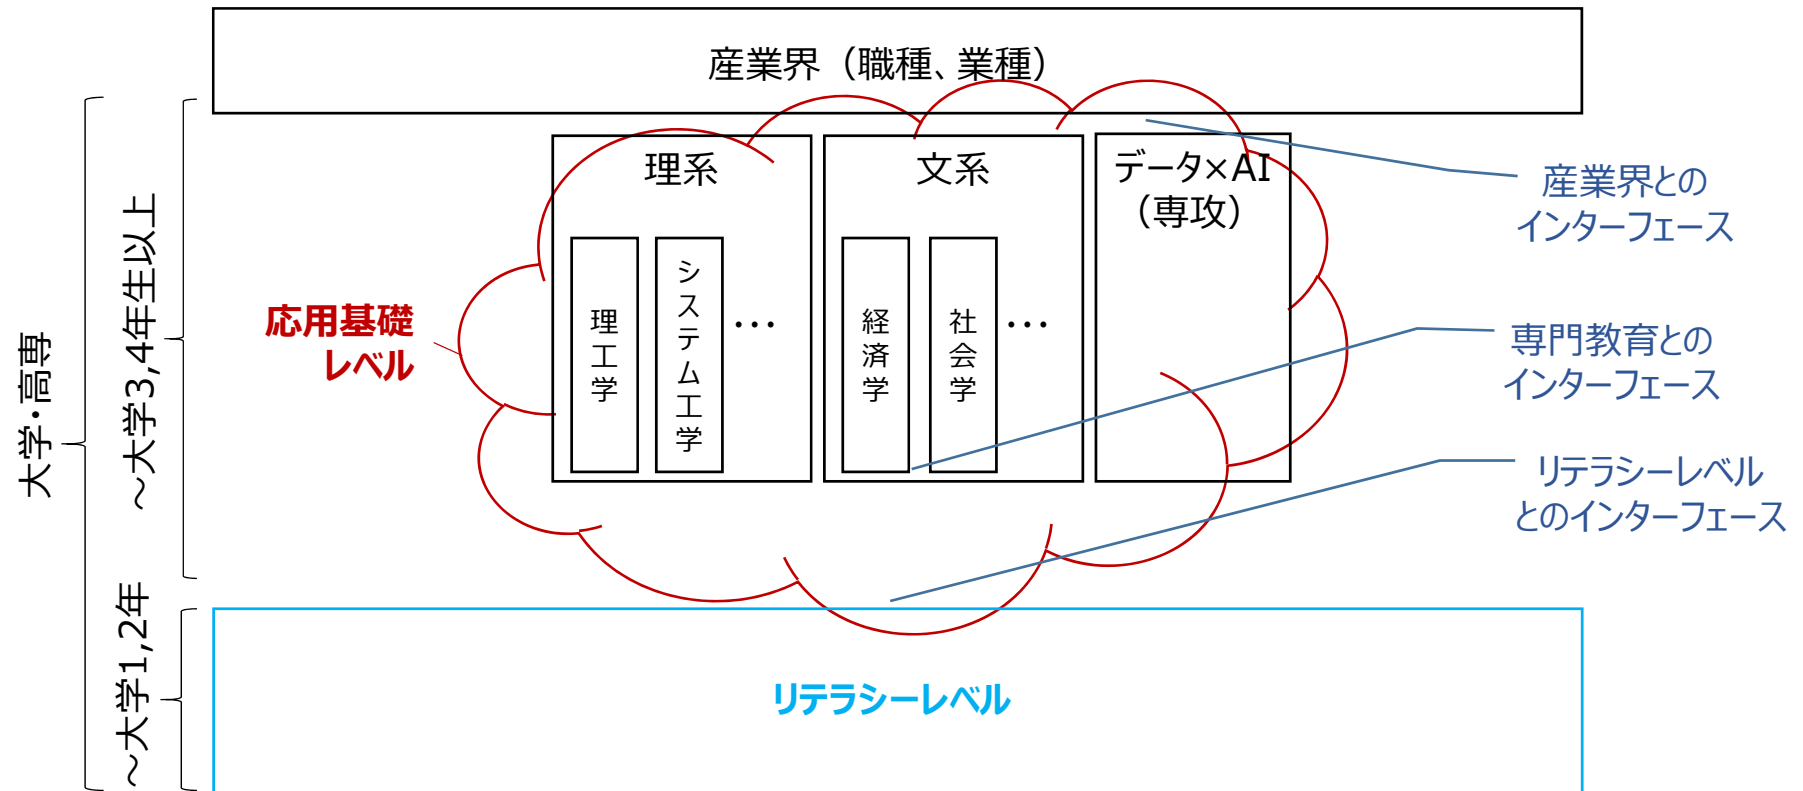 産業界（職種、業種）
大学・高専
～大学3,4年生以上
～大学1,2年
理系
文系
データ×AI
（専攻）
理工学
システム工学
…
経済学
社会学
…
応用基礎
レベル
産業界との
インターフェース
専門教育との
インターフェース
リテラシーレベル
とのインターフェース
リテラシーレベル